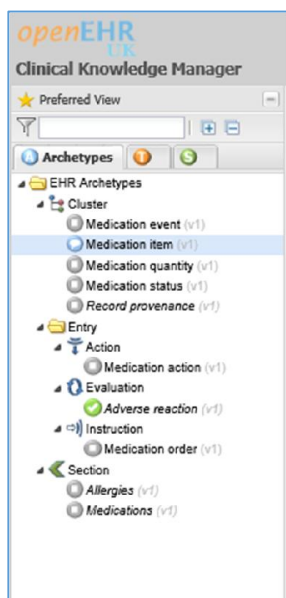 openEHR
UK
Clinical Knowledge Manager
Preferred View
Archetypes
EHR Archetypes
Cluster
Medication event (v1)
Medication item (v1)
Medication quantity (v1)
Medication status (v1)
Record provenance (v1)
Entry
Action
Medication action (v1)
Evaluation
Adverse reaction (v1)
Instruction
Medication order (v1)
Section
Allergies (v1)
Medications (v1)